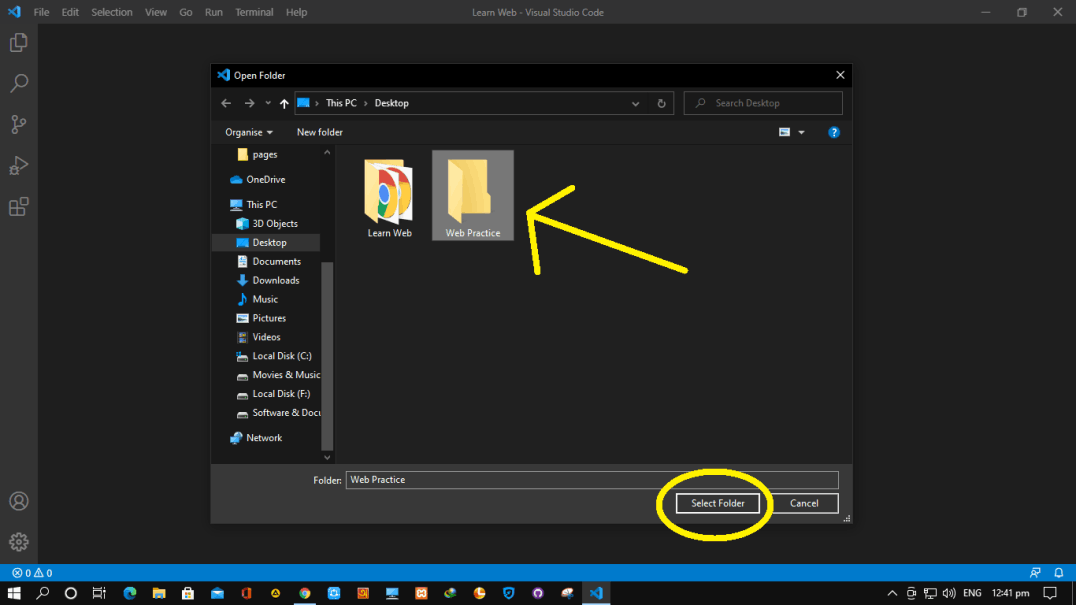 File Edit Selection View Go Run Terminal Help Learn Web - Visual Studio Code
Open Folder
This PC Desktop Search Desktop
Organise New folder
pages
OneDrive
This PC
3D Objects
Desktop
Documents
Downloads
Music
Pictures
Videos
Local Disk (C:)
Movies & Music
Local Disk (F:)
Software & Docu
Network
Learn Web Web Practice
Folder: Web Practice
Select Folder Cancel
0 0
ENG 12:41 pm